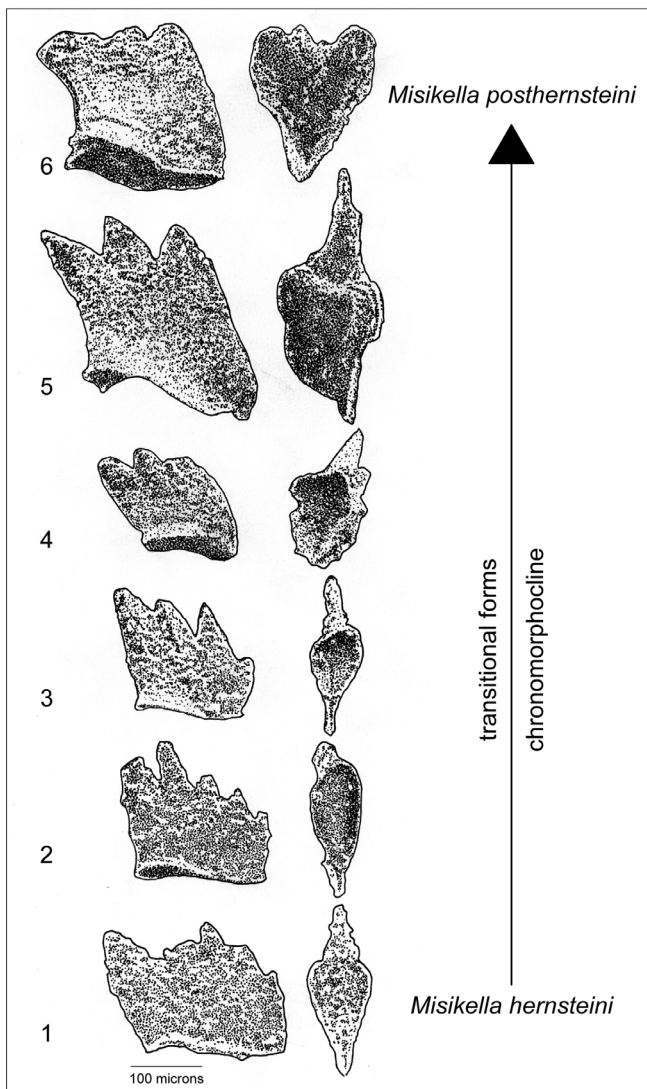 Misikella posthernsteini
6
5
4
transitional forms
chronomorphocline
3
2
Misikella hernsteini
1
100 microns